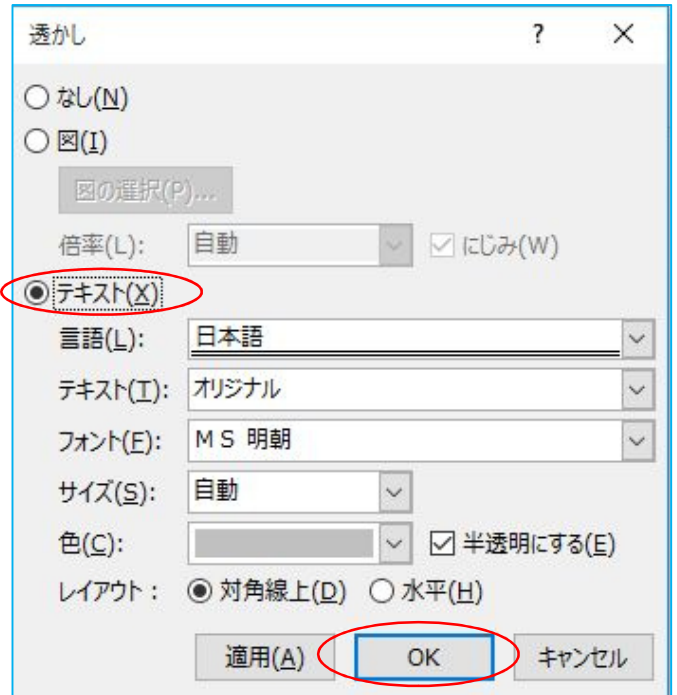 透かし ? ×
なし(N)
図(I)
図の選択(P)...
倍率(L): 自動 にじみ(W)
テキスト(X)
言語(L): 日本語
テキスト(T): オリジナル
フォント(F): ＭＳ 明朝
サイズ(S): 自動
色(C): 半透明にする(E)
レイアウト： 対角線上(D) 水平(H)
適用(A) OK キャンセル